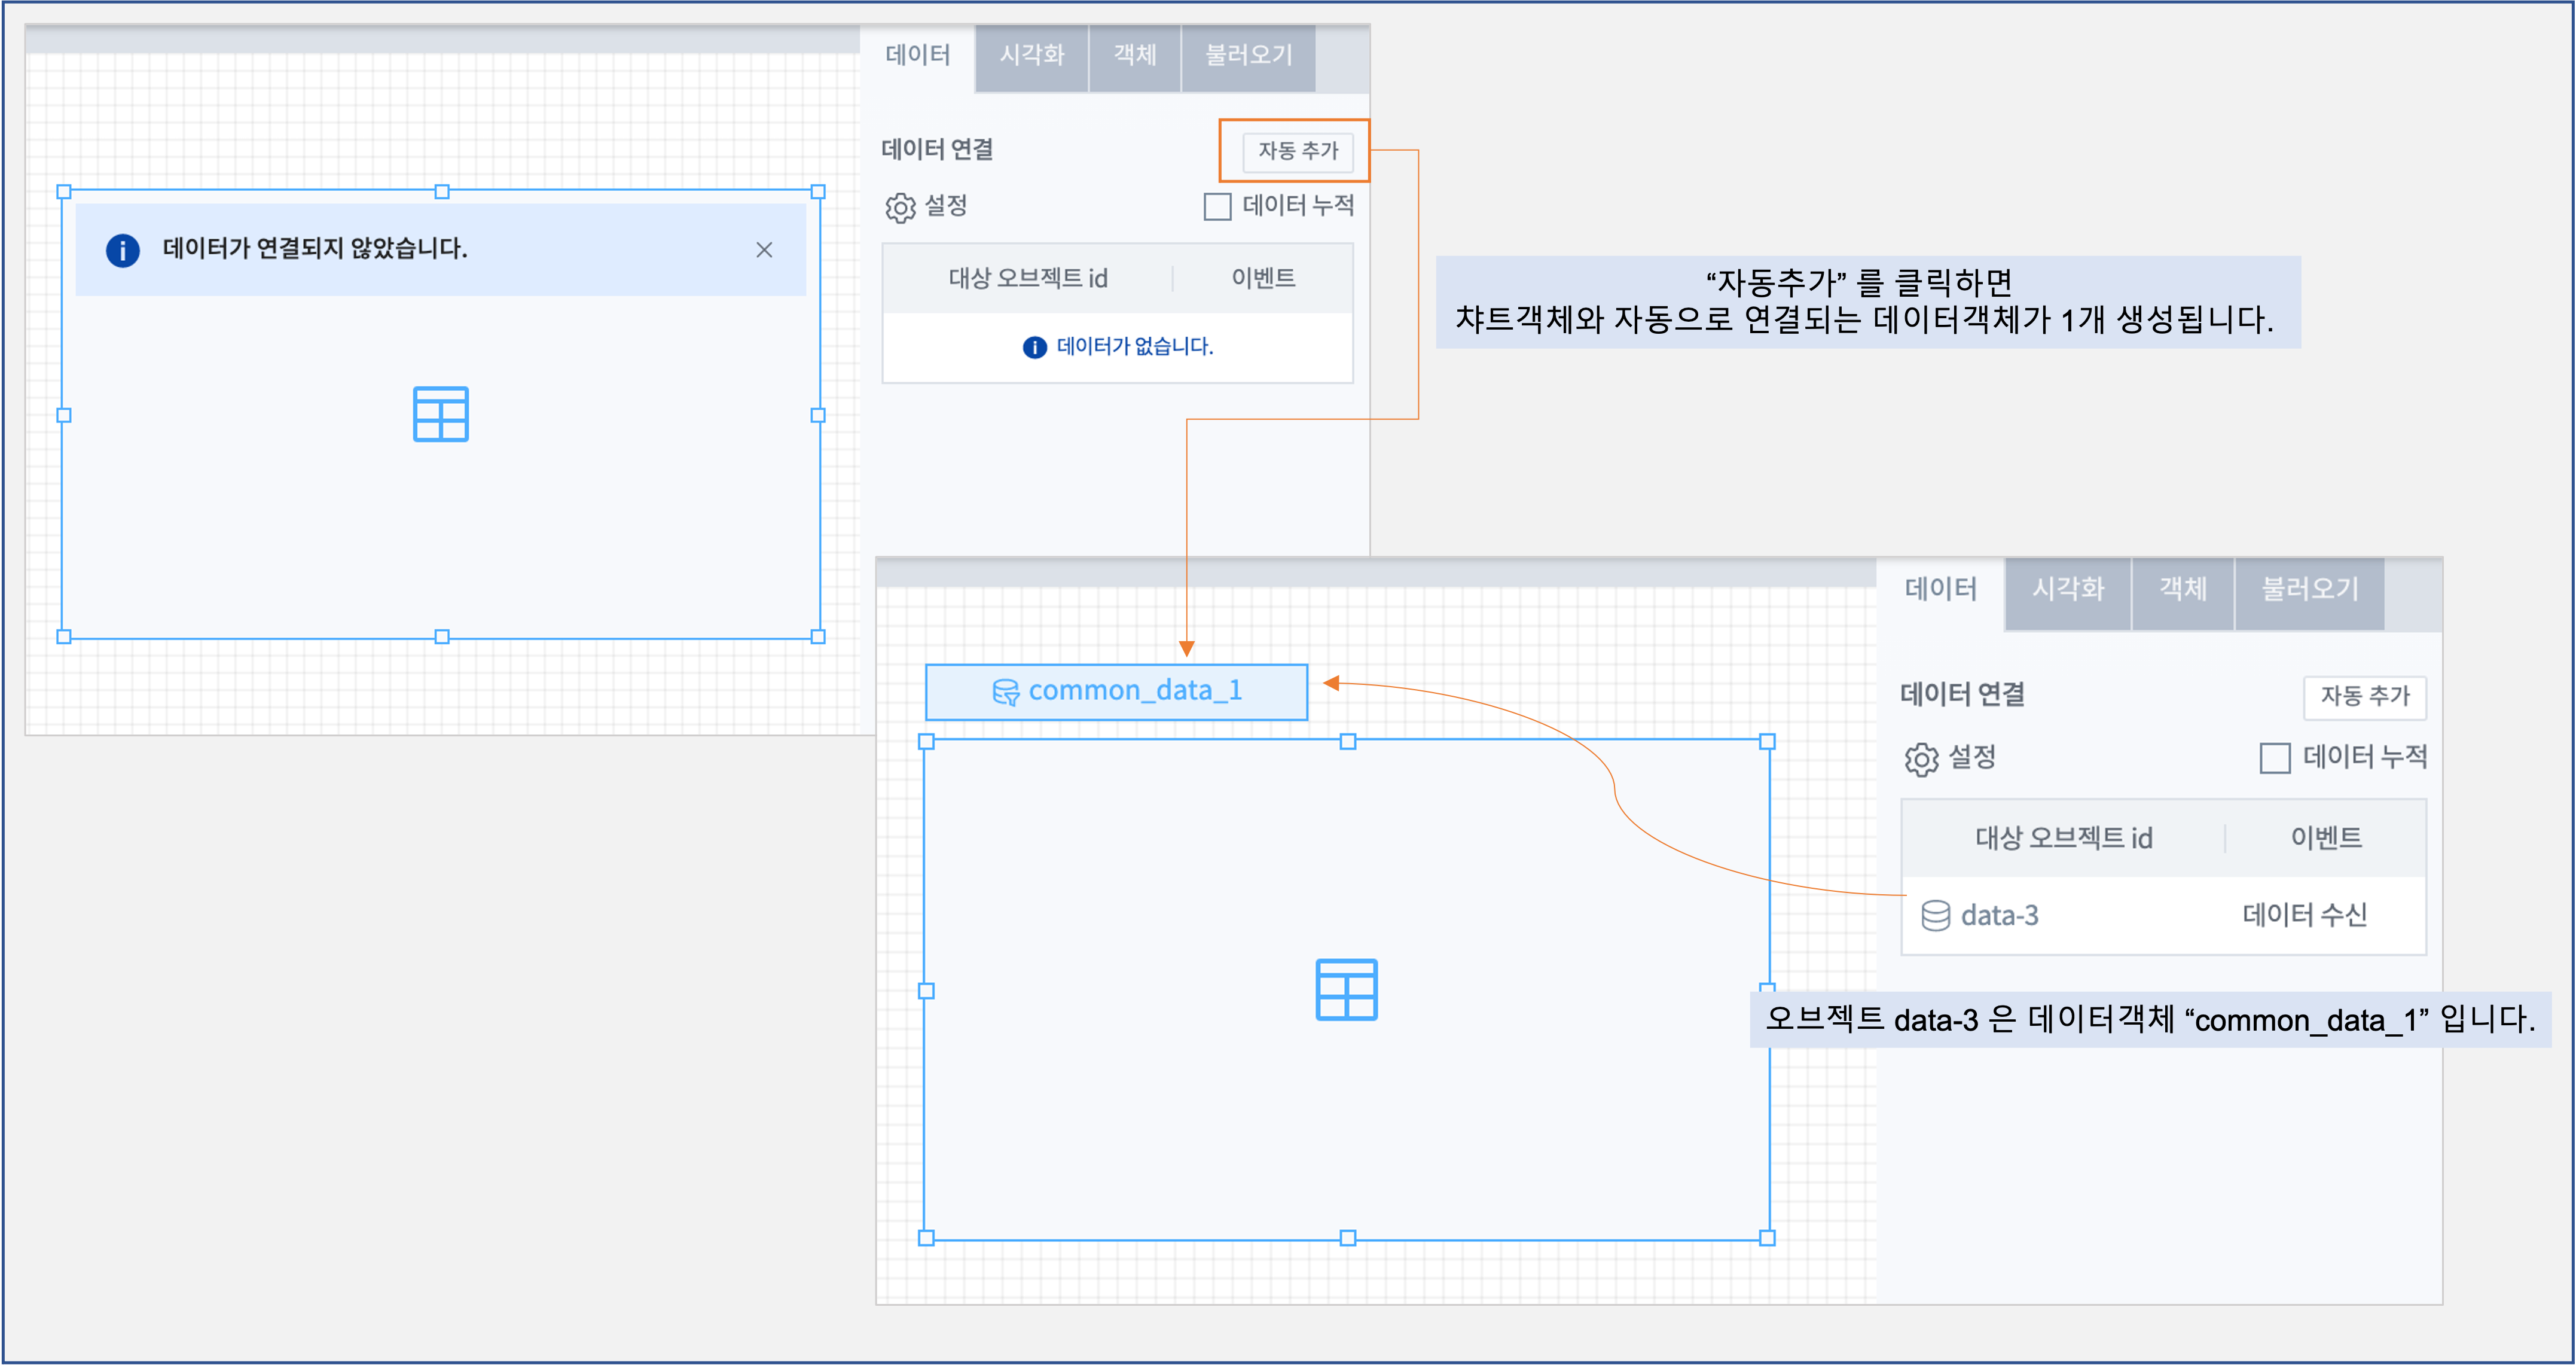 데이터
시각화
객체
불러오기
데이터 연결
자동 추가
설정
데이터 누적
데이터가 연결되지 않았습니다.
대상 오브젝트 id
이벤트
데이터가 없습니다.
“자동추가” 를 클릭하면
챠트객체와 자동으로 연결되는 데이터객체가 1개 생성됩니다.
데이터
시각화
객체
불러오기
common_data_1
데이터 연결
자동 추가
설정
데이터 누적
대상 오브젝트 id
이벤트
data-3
데이터 수신
오브젝트 data-3 은 데이터객체 “common_data_1” 입니다.